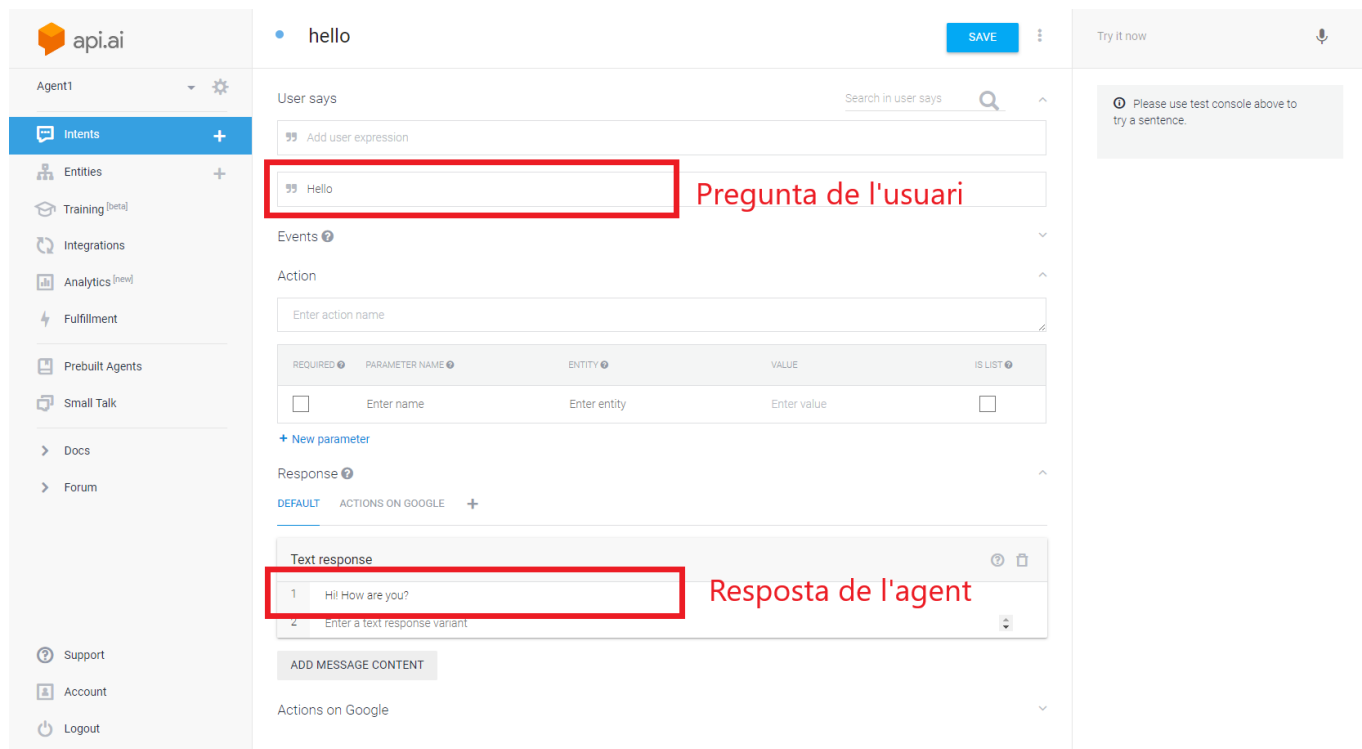 api.ai
hello
SAVE
Try it now
Agent1
User says
Search in user says
Please use test console above to
try a sentence.
Intents
Add user expression
Entities
Hello
Pregunta de l'usuari
Training [beta]
Events
Integrations
Action
Analytics [new]
Enter action name
Fulfillment
REQUIRED PARAMETER NAME ENTITY VALUE IS LIST
Prebuilt Agents
Enter name Enter entity Enter value
Small Talk
+ New parameter
Docs
Response
Forum
DEFAULT ACTIONS ON GOOGLE +
Text response
1 Hi! How are you?
Resposta de l'agent
2 Enter a text response variant
Support
ADD MESSAGE CONTENT
Account
Actions on Google
Logout